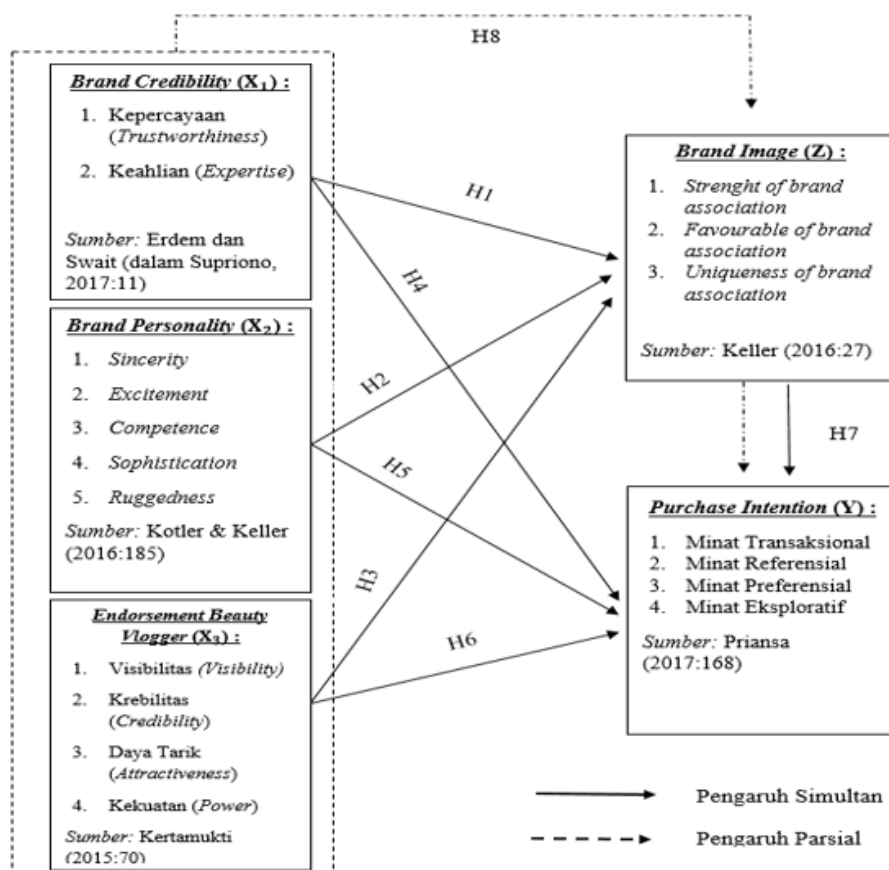 H8
Brand Credibility (X₁) :
1. Kepercayaan
(Trustworthiness)
2. Keahlian (Expertise)
Sumber: Erdem dan
Swait (dalam Supriono,
2017:11)
Brand Personality (X₂) :
1. Sincerity
2. Excitement
3. Competence
4. Sophistication
5. Ruggedness
Sumber: Kotler & Keller
(2016:185)
Endorsement Beauty
Vlogger (X₃) :
1. Visibilitas (Visibility)
2. Krebilitas
(Credibility)
3. Daya Tarik
(Attractiveness)
4. Kekuatan (Power)
Sumber: Kertamukti
(2015:70)
H1
H4
H2
H5
H3
H6
Brand Image (Z) :
1. Strenght of brand
association
2. Favourable of brand
association
3. Uniqueness of brand
association
Sumber: Keller (2016:27)
H7
Purchase Intention (Y) :
1. Minat Transaksional
2. Minat Referensial
3. Minat Preferensial
4. Minat Eksploratif
Sumber: Priansa
(2017:168)
Pengaruh Simultan
Pengaruh Parsial